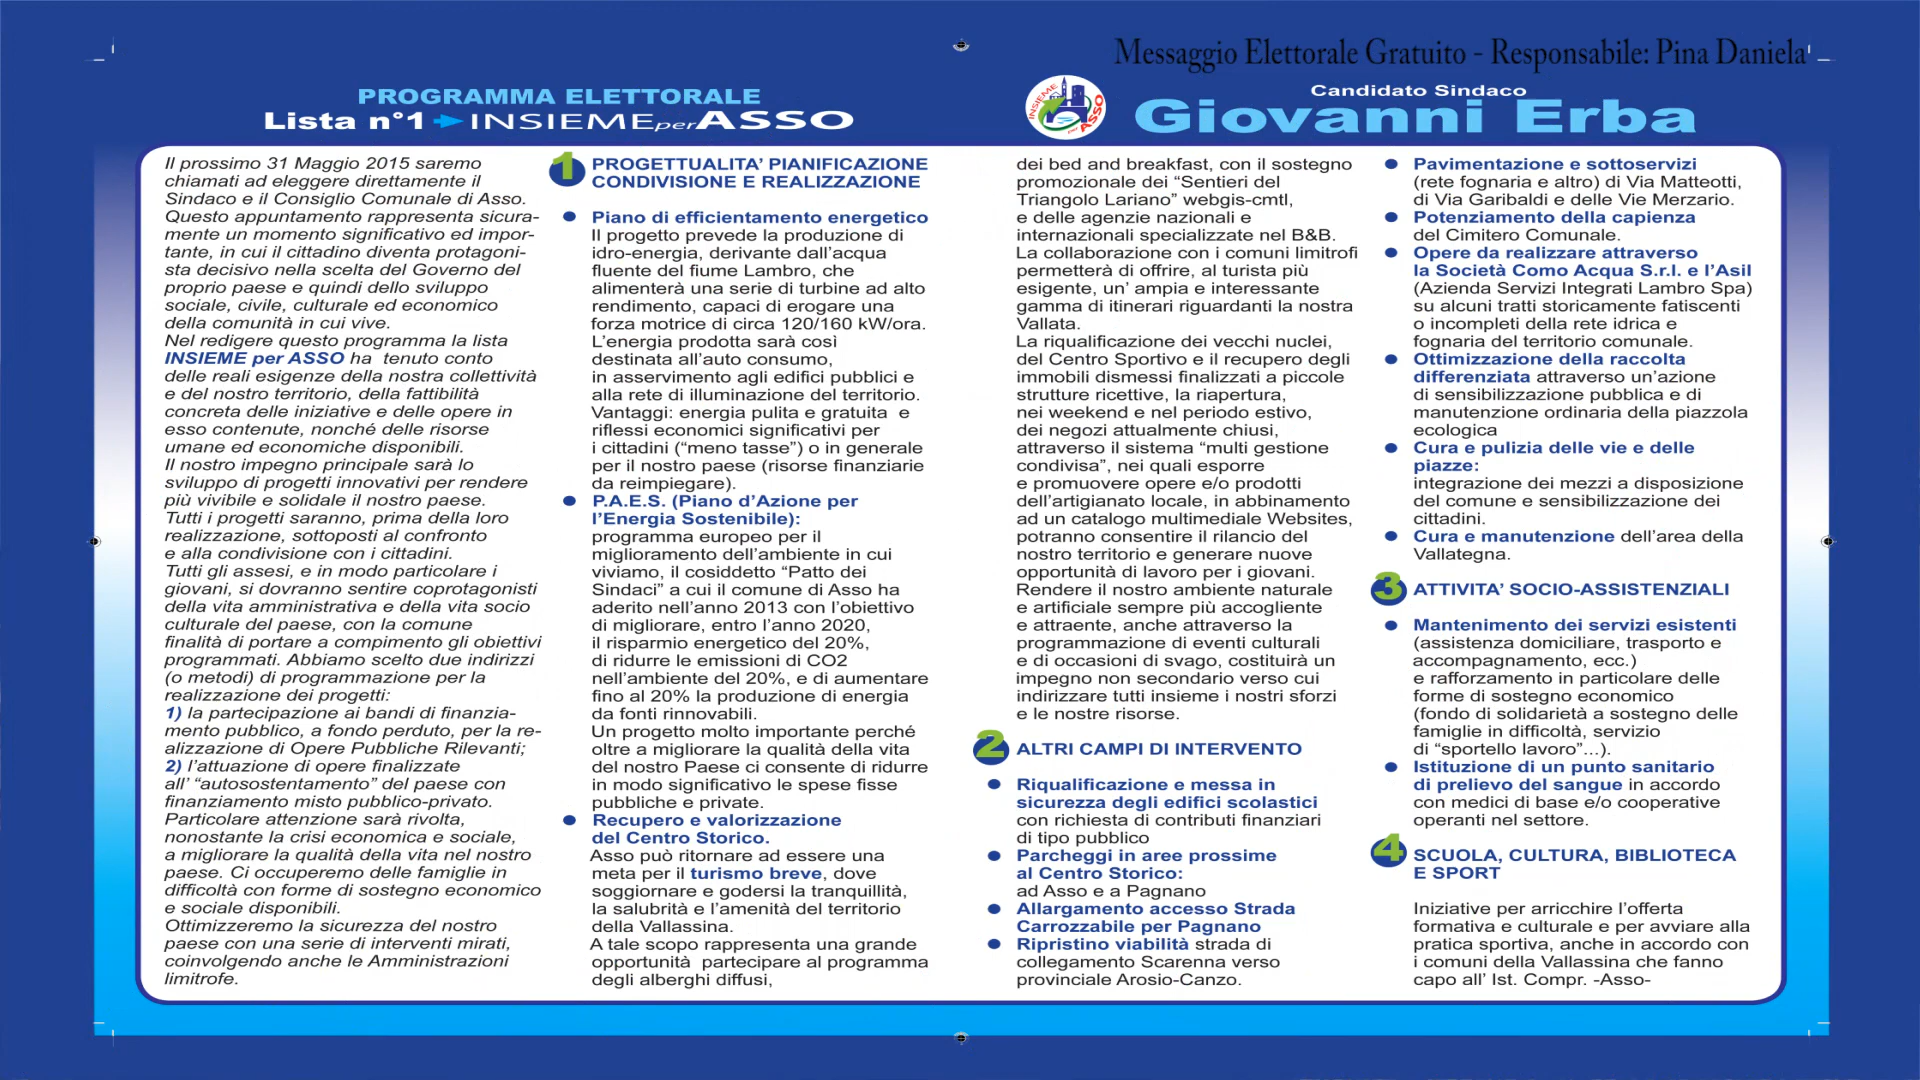 Messaggio Elettorale Gratuito - Responsabile: Pina Daniela
PROGRAMMA ELETTORALE
Lista n°1 INSIEME per ASSO
INSIEME per ASSO
Candidato Sindaco
Giovanni Erba
Il prossimo 31 Maggio 2015 saremo
chiamati ad eleggere direttamente il
Sindaco e il Consiglio Comunale di Asso.
Questo appuntamento rappresenta sicura-
mente un momento significativo ed impor-
tante, in cui il cittadino diventa protagoni-
sta decisivo nella scelta del Governo del
proprio paese e quindi dello sviluppo
sociale, civile, culturale ed economico
della comunità in cui vive.
Nel redigere questo programma la lista
INSIEME per ASSO ha tenuto conto
delle reali esigenze della nostra collettività
e del nostro territorio, della fattibilità
concreta delle iniziative e delle opere in
esso contenute, nonché delle risorse
umane ed economiche disponibili.
Il nostro impegno principale sarà lo
sviluppo di progetti innovativi per rendere
più vivibile e solidale il nostro paese.
Tutti i progetti saranno, prima della loro
realizzazione, sottoposti al confronto
e alla condivisione con i cittadini.
Tutti gli assesi, e in modo particolare i
giovani, si dovranno sentire coprotagonisti
della vita amministrativa e della vita socio
culturale del paese, con la comune
finalità di portare a compimento gli obiettivi
programmati. Abbiamo scelto due indirizzi
(o metodi) di programmazione per la
realizzazione dei progetti:
1) la partecipazione ai bandi di finanzia-
mento pubblico, a fondo perduto, per la re-
alizzazione di Opere Pubbliche Rilevanti;
2) l'attuazione di opere finalizzate
all' "autosostentamento" del paese con
finanziamento misto pubblico-privato.
Particolare attenzione sarà rivolta,
nonostante la crisi economica e sociale,
a migliorare la qualità della vita nel nostro
paese. Ci occuperemo delle famiglie in
difficoltà con forme di sostegno economico
e sociale disponibili.
Ottimizzeremo la sicurezza del nostro
paese con una serie di interventi mirati,
coinvolgendo anche le Amministrazioni
limitrofe.
1 PROGETTUALITA' PIANIFICAZIONE
CONDIVISIONE E REALIZZAZIONE
● Piano di efficientamento energetico
Il progetto prevede la produzione di
idro-energia, derivante dall'acqua
fluente del fiume Lambro, che
alimenterà una serie di turbine ad alto
rendimento, capaci di erogare una
forza motrice di circa 120/160 kW/ora.
L'energia prodotta sarà così
destinata all'auto consumo,
in asservimento agli edifici pubblici e
alla rete di illuminazione del territorio.
Vantaggi: energia pulita e gratuita e
riflessi economici significativi per
i cittadini ("meno tasse") o in generale
per il nostro paese (risorse finanziarie
da reimpiegare).
● P.A.E.S. (Piano d'Azione per
l'Energia Sostenibile):
programma europeo per il
miglioramento dell'ambiente in cui
viviamo, il cosiddetto "Patto dei
Sindaci" a cui il comune di Asso ha
aderito nell'anno 2013 con l'obiettivo
di migliorare, entro l'anno 2020,
il risparmio energetico del 20%,
di ridurre le emissioni di CO2
nell'ambiente del 20%, e di aumentare
fino al 20% la produzione di energia
da fonti rinnovabili.
Un progetto molto importante perché
oltre a migliorare la qualità della vita
del nostro Paese ci consente di ridurre
in modo significativo le spese fisse
pubbliche e private.
● Recupero e valorizzazione
del Centro Storico.
Asso può ritornare ad essere una
meta per il turismo breve, dove
soggiornare e godersi la tranquillità,
la salubrità e l'amenità del territorio
della Vallassina.
A tale scopo rappresenta una grande
opportunità partecipare al programma
degli alberghi diffusi,
dei bed and breakfast, con il sostegno
promozionale dei "Sentieri del
Triangolo Lariano" webgis-cmtl,
e delle agenzie nazionali e
internazionali specializzate nel B&B.
La collaborazione con i comuni limitrofi
permetterà di offrire, al turista più
esigente, un' ampia e interessante
gamma di itinerari riguardanti la nostra
Vallata.
La riqualificazione dei vecchi nuclei,
del Centro Sportivo e il recupero degli
immobili dismessi finalizzati a piccole
strutture ricettive, la riapertura,
nei weekend e nel periodo estivo,
dei negozi attualmente chiusi,
attraverso il sistema "multi gestione
condivisa", nei quali esporre
e promuovere opere e/o prodotti
dell'artigianato locale, in abbinamento
ad un catalogo multimediale Websites,
potranno consentire il rilancio del
nostro territorio e generare nuove
opportunità di lavoro per i giovani.
Rendere il nostro ambiente naturale
e artificiale sempre più accogliente
e attraente, anche attraverso la
programmazione di eventi culturali
e di occasioni di svago, costituirà un
impegno non secondario verso cui
indirizzare tutti insieme i nostri sforzi
e le nostre risorse.
2 ALTRI CAMPI DI INTERVENTO
● Riqualificazione e messa in
sicurezza degli edifici scolastici
con richiesta di contributi finanziari
di tipo pubblico
● Parcheggi in aree prossime
al Centro Storico:
ad Asso e a Pagnano
● Allargamento accesso Strada
Carrozzabile per Pagnano
● Ripristino viabilità strada di
collegamento Scarenna verso
provinciale Arosio-Canzo.
● Pavimentazione e sottoservizi
(rete fognaria e altro) di Via Matteotti,
di Via Garibaldi e delle Vie Merzario.
● Potenziamento della capienza
del Cimitero Comunale.
● Opere da realizzare attraverso
la Società Como Acqua S.r.l. e l'Asil
(Azienda Servizi Integrati Lambro Spa)
su alcuni tratti storicamente fatiscenti
o incompleti della rete idrica e
fognaria del territorio comunale.
● Ottimizzazione della raccolta
differenziata attraverso un'azione
di sensibilizzazione pubblica e di
manutenzione ordinaria della piazzola
ecologica
● Cura e pulizia delle vie e delle
piazze:
integrazione dei mezzi a disposizione
del comune e sensibilizzazione dei
cittadini.
● Cura e manutenzione dell'area della
Vallategna.
3 ATTIVITA' SOCIO-ASSISTENZIALI
● Mantenimento dei servizi esistenti
(assistenza domiciliare, trasporto e
accompagnamento, ecc.)
e rafforzamento in particolare delle
forme di sostegno economico
(fondo di solidarietà a sostegno delle
famiglie in difficoltà, servizio
di "sportello lavoro"...).
● Istituzione di un punto sanitario
di prelievo del sangue in accordo
con medici di base e/o cooperative
operanti nel settore.
4 SCUOLA, CULTURA, BIBLIOTECA
E SPORT
Iniziative per arricchire l'offerta
formativa e culturale e per avviare alla
pratica sportiva, anche in accordo con
i comuni della Vallassina che fanno
capo all' Ist. Compr. -Asso-